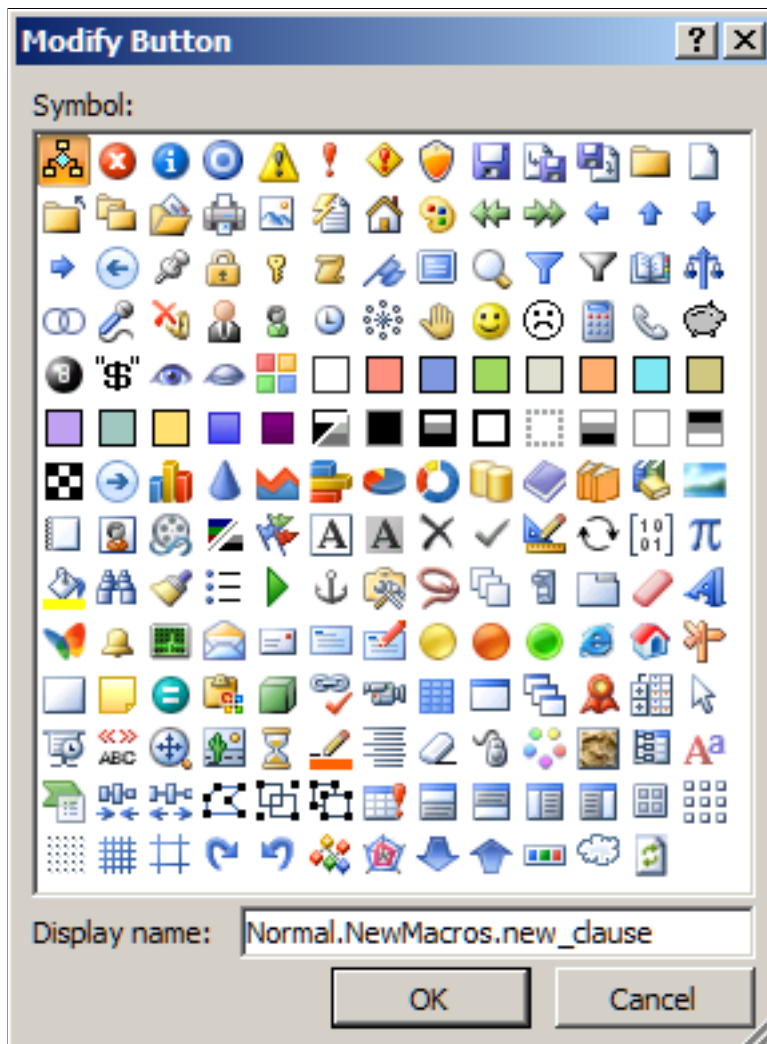 Modify Button
Symbol:
"$"
A A
10
01
π
ABC
Aa
Display name: Normal.NewMacros.new_clause
OK Cancel